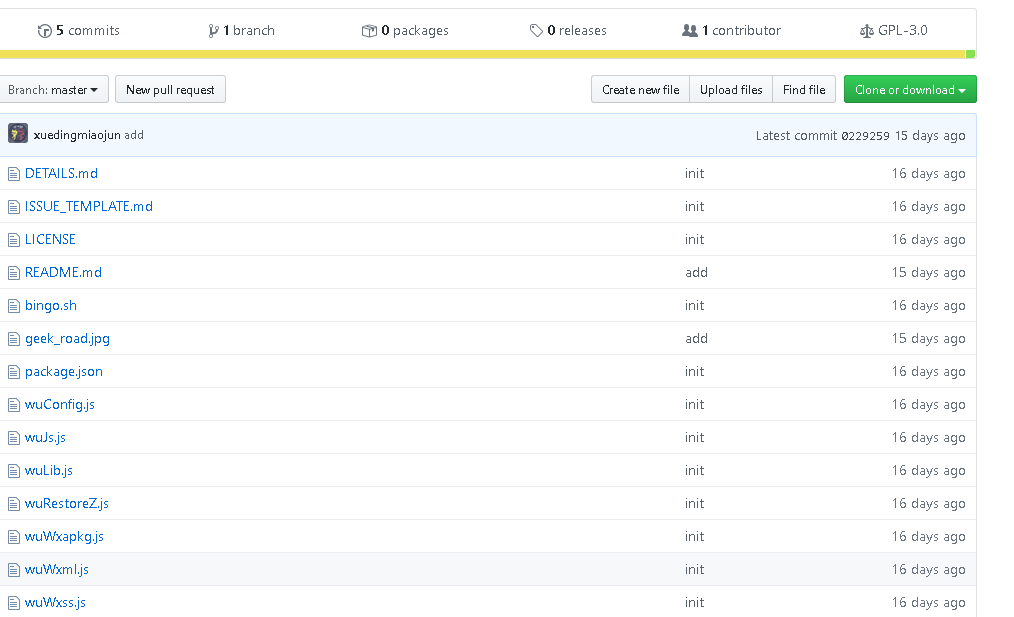 5 commits 1 branch 0 packages 0 releases 1 contributor GPL-3.0
Branch: master New pull request Create new file Upload files Find file Clone or download
xuedingmiaojun add Latest commit 0229259 15 days ago
DETAILS.md init 16 days ago
ISSUE_TEMPLATE.md init 16 days ago
LICENSE init 16 days ago
README.md add 15 days ago
bingo.sh init 16 days ago
geek_road.jpg add 15 days ago
package.json init 16 days ago
wuConfig.js init 16 days ago
wuJs.js init 16 days ago
wuLib.js init 16 days ago
wuRestoreZ.js init 16 days ago
wuWxapkg.js init 16 days ago
wuWxml.js init 16 days ago
wuWxss.js init 16 days ago